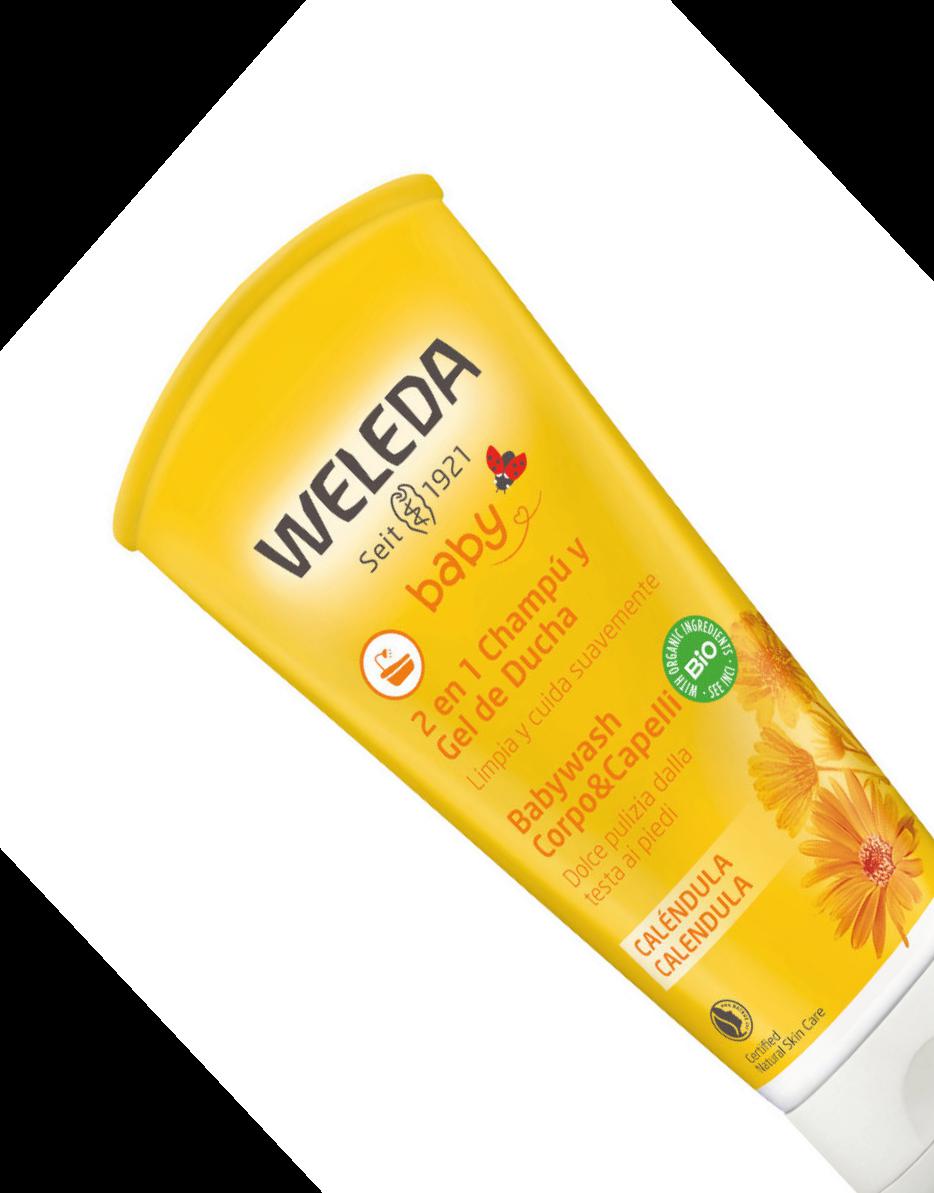 WELEDA
Seit 1921
baby
2 en 1 Champú y
Gel de Ducha
Limpia y cuida suavemente
Babywash
Corpo&Capelli
Dolce pulizia dalla
testa ai piedi
WITH ORGANIC INGREDIENTS
BiO
· SEE INCI ·
CALÉNDULA
CALENDULA
Certified
Natural Skin Care